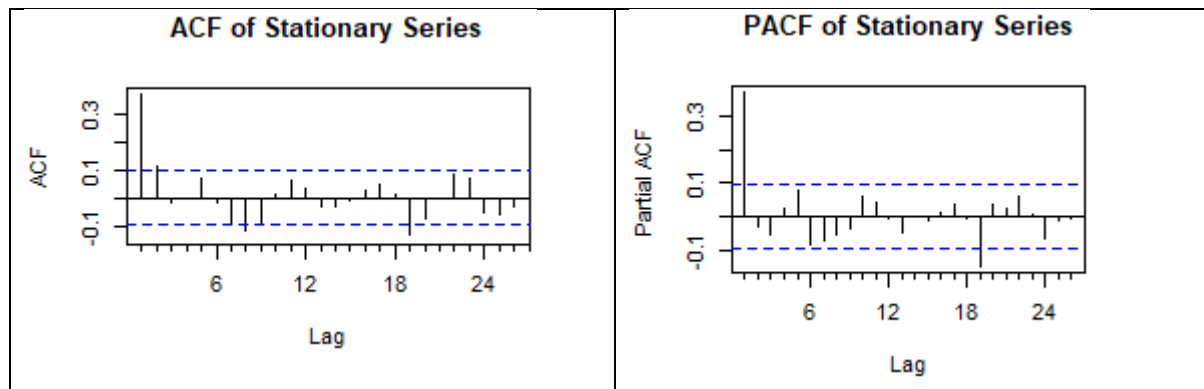 ACF of Stationary Series
ACF
0.3
0.1
-0.1
6 12 18 24
Lag
PACF of Stationary Series
Partial ACF
0.3
0.1
-0.1
6 12 18 24
Lag